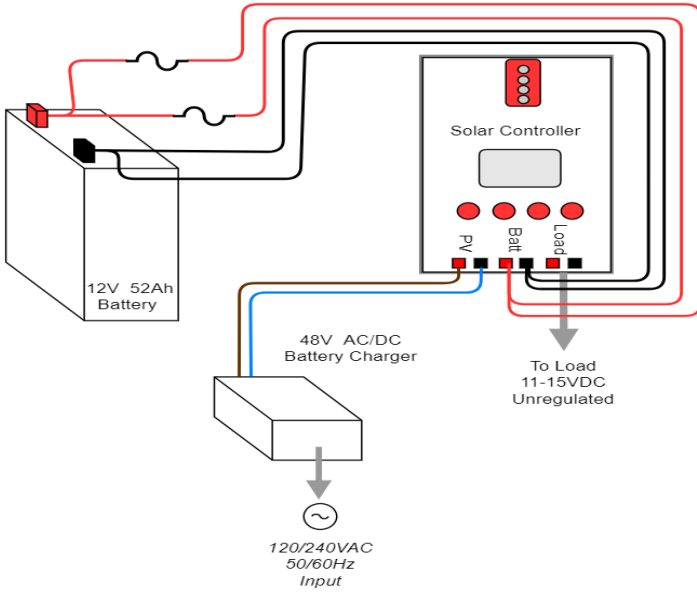 Solar Controller
PV
Batt
Load
12V 52Ah
Battery
48V AC/DC
Battery Charger
To Load
11-15VDC
Unregulated
120/240VAC
50/60Hz
Input